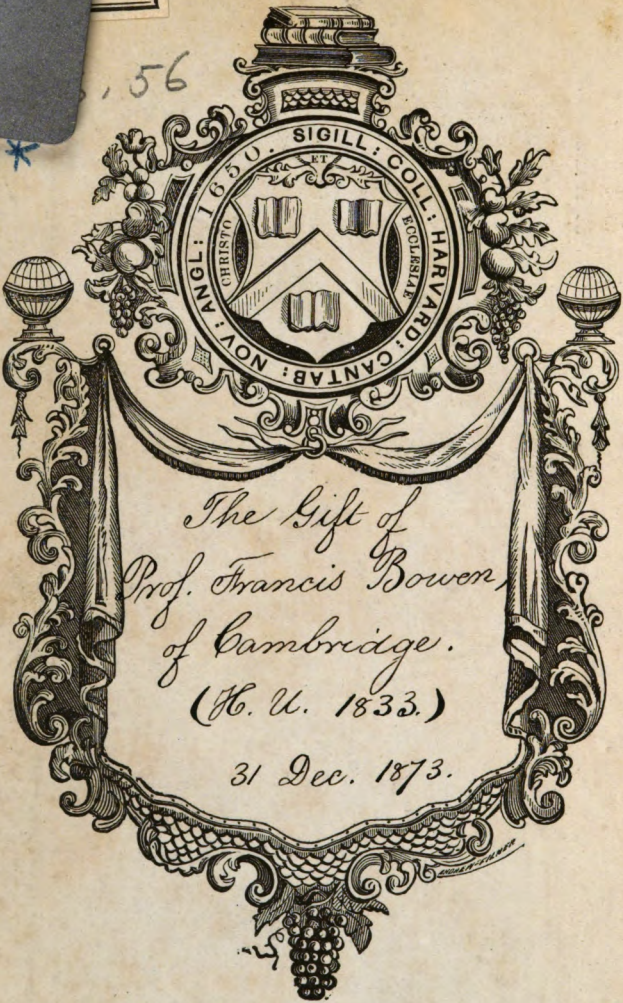 56
SIGILL: COLL: HARVARD: CANTAB: NOV: ANGL: 1650.
ET
CHRISTO
ECCLESIAE
The Gift of
Prof. Francis Bowen,
of Cambridge.
(H. U. 1833.)
31 Dec. 1873.